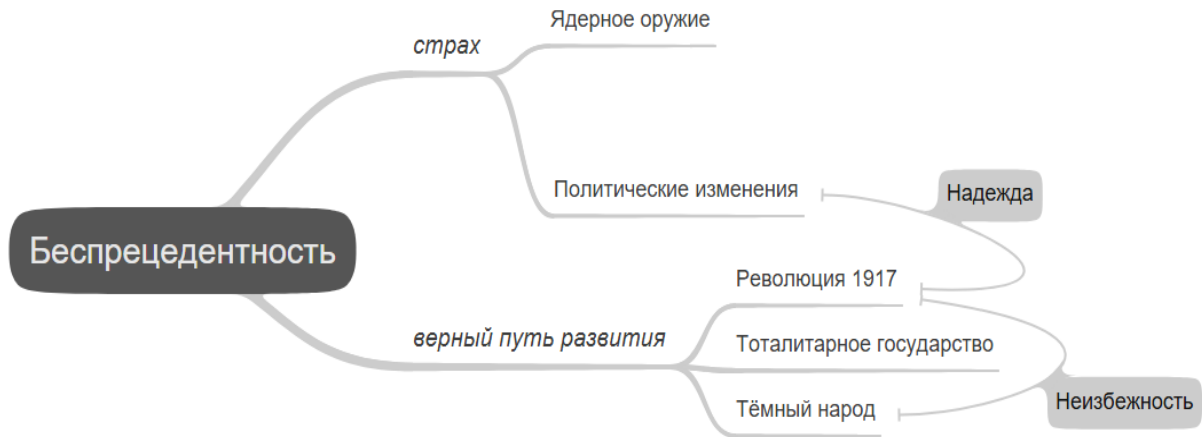 Ядерное оружие
страх
Политические изменения
Надежда
Беспрецедентность
Революция 1917
верный путь развития
Тоталитарное государство
Тёмный народ
Неизбежность